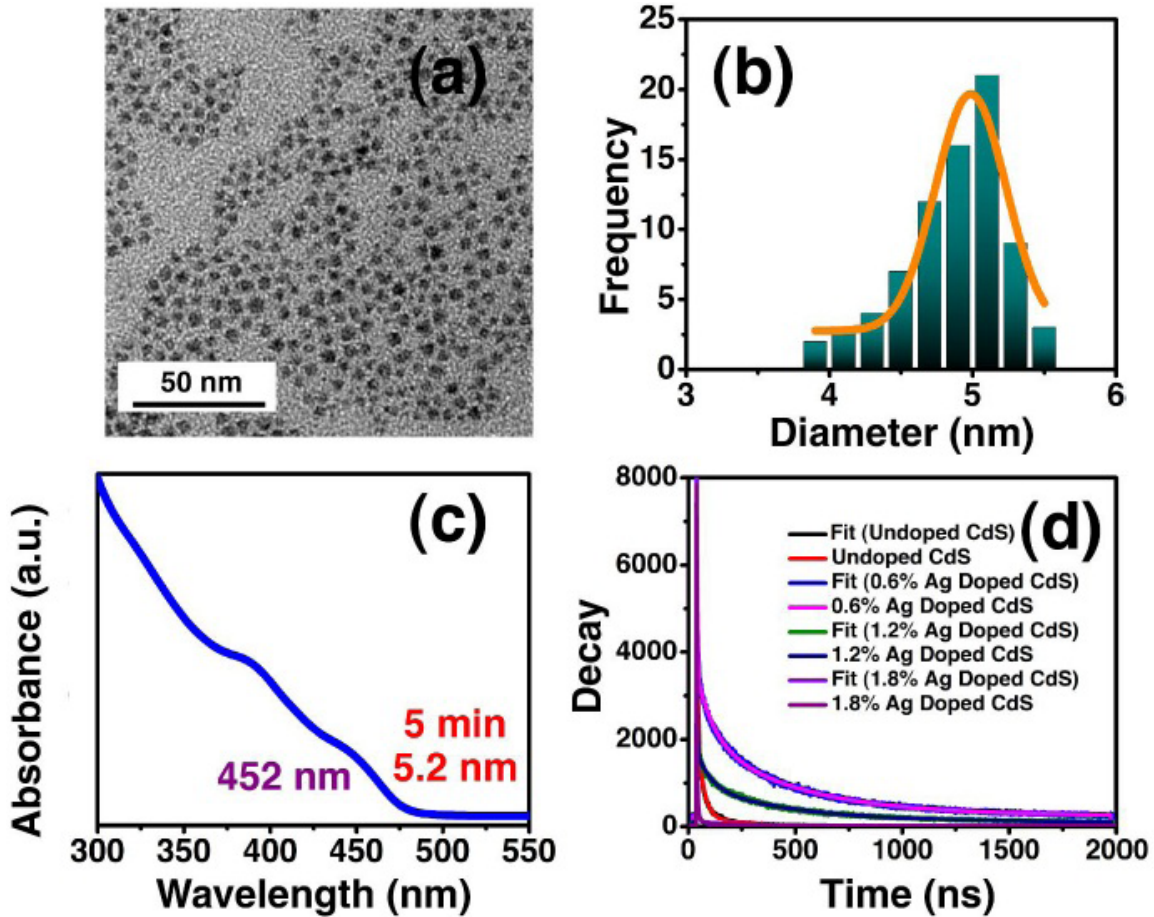 (a)
50 nm
(b)
25
20
15
10
5
0
Frequency
3
4
5
6
Diameter (nm)
(c)
Absorbance (a.u.)
5 min
452 nm
5.2 nm
300
350
400
450
500
550
Wavelength (nm)
(d)
8000
6000
4000
2000
0
Decay
Fit (Undoped CdS)
Undoped CdS
Fit (0.6% Ag Doped CdS)
0.6% Ag Doped CdS
Fit (1.2% Ag Doped CdS)
1.2% Ag Doped CdS
Fit (1.8% Ag Doped CdS)
1.8% Ag Doped CdS
0
500
1000
1500
2000
Time (ns)